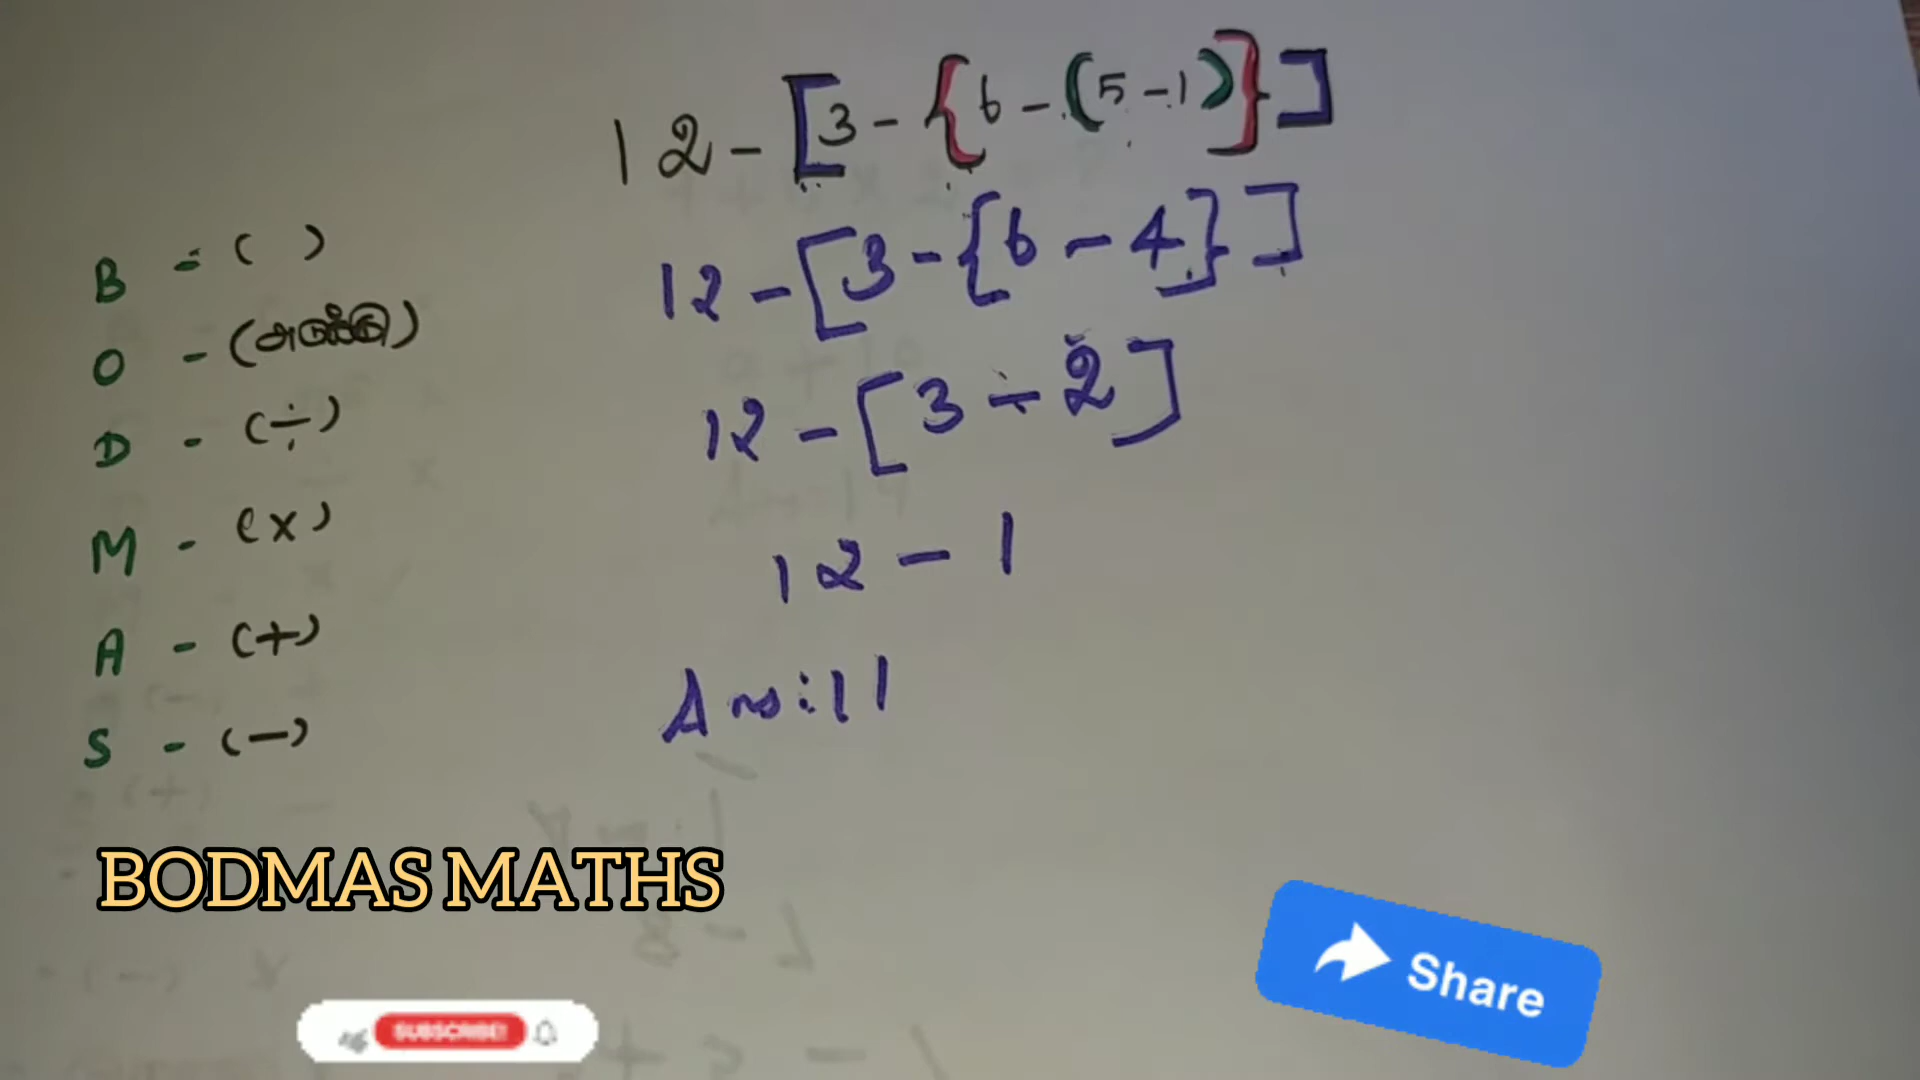 12-[3-{6-(5-1)}]
12-[3-{6-4}]
12-[3-2]
12-1
Ans:11
B - ( )
O -
D - (÷)
M - (×)
A - (+)
S - (-)
BODMAS MATHS
SUBSCRIBE!
Share